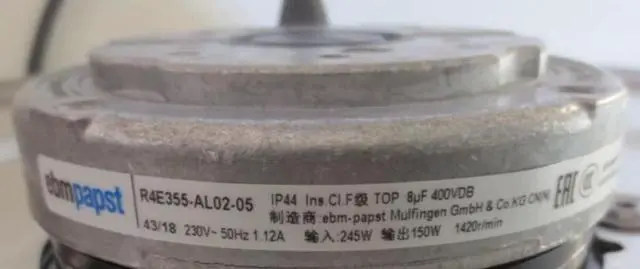 ebmpapst
R4E355-AL02-05 IP44 Ins.Cl.F级 TOP 8µF 400VDB
制造商:ebm-papst Mulfingen GmbH & Co.KG
43/18 230V~ 50Hz 1.12A 输入:245W 输出150W 1420r/min
EAC
CCC